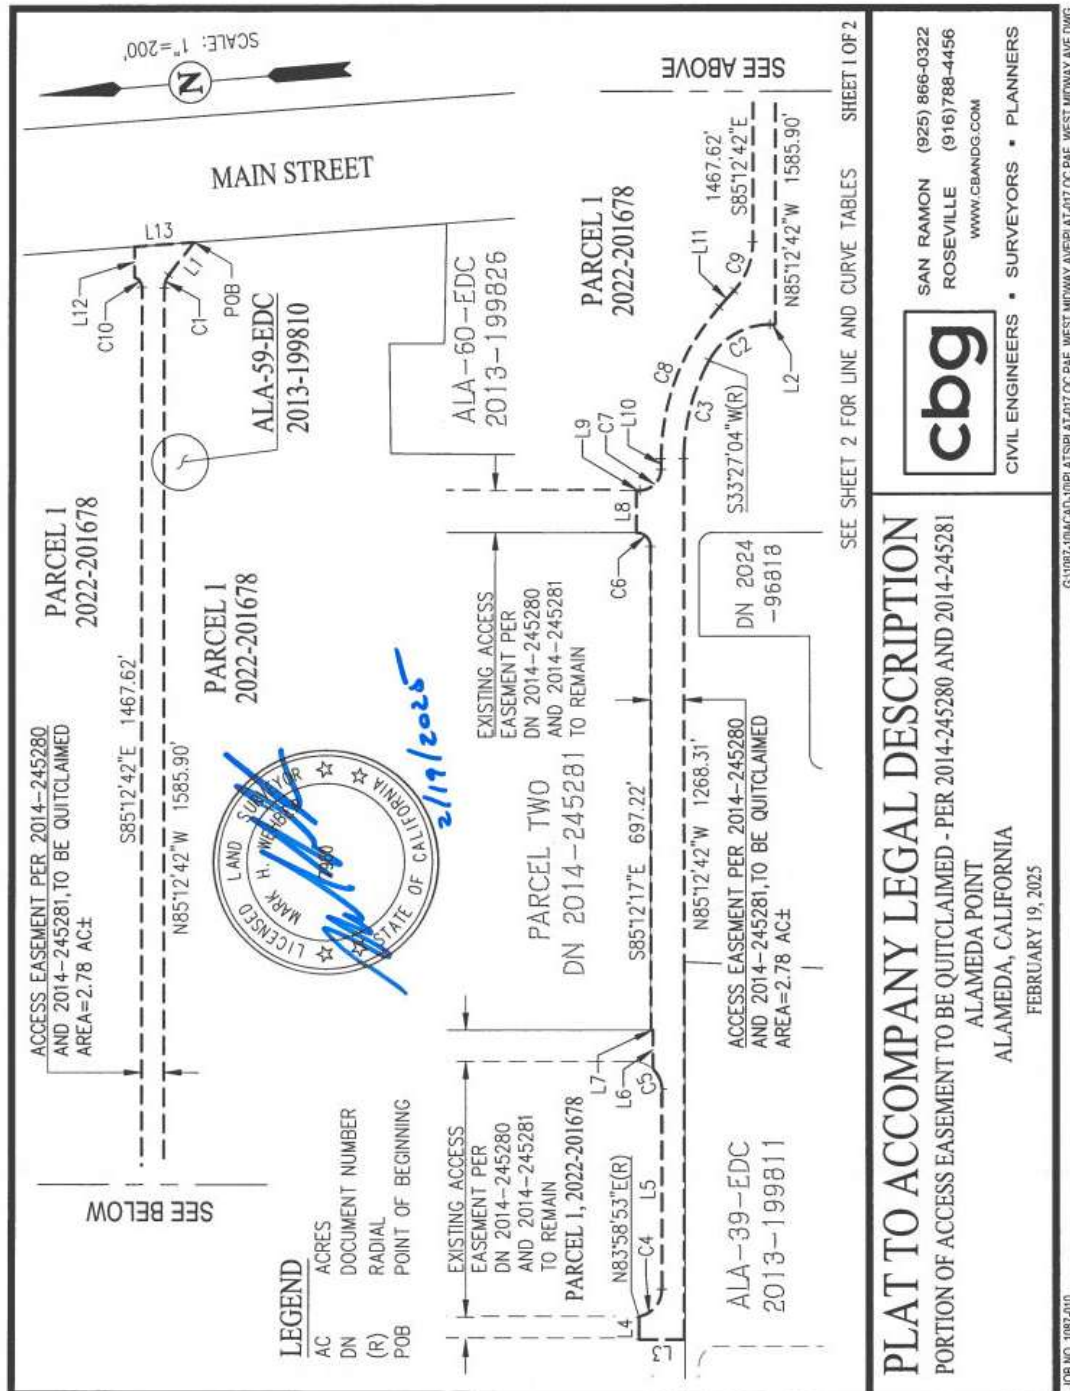 ACCESS EASEMENT PER 2014-245280
AND 2014-245281, TO BE QUITCLAIMED
AREA=2.78 AC±
PARCEL 1
2022-201678
SCALE: 1"=200'
N
MAIN STREET
S85°12'42"E 1467.62'
N85°12'42"W 1585.90'
L12
C10
L13
L1
C1
POB
SEE BELOW
PARCEL 1
2022-201678
ALA-59-EDC
2013-199810
LEGEND
AC ACRES
DN DOCUMENT NUMBER
(R) RADIAL
POB POINT OF BEGINNING
LICENSED LAND SURVEYOR
MARK H. WEHBER
7960
STATE OF CALIFORNIA
2/19/2025
ALA-60-EDC
2013-199826
EXISTING ACCESS
EASEMENT PER
DN 2014-245280
AND 2014-245281
TO REMAIN
PARCEL 1, 2022-201678
EXISTING ACCESS
EASEMENT PER
DN 2014-245280
AND 2014-245281
TO REMAIN
PARCEL TWO
DN 2014-245281
PARCEL 1
2022-201678
SEE ABOVE
L4
N83°58'53"E(R)
C4
L5
L3
L7
L6
C5
S85°12'17"E 697.22'
N85°12'42"W 1268.31'
C6
L8
L9
C7
L10
C8
L11
C9
C3
C2
L2
1467.62'
S85°12'42"E
N85°12'42"W 1585.90'
S33°27'04"W(R)
ALA-39-EDC
2013-199811
ACCESS EASEMENT PER 2014-245280
AND 2014-245281, TO BE QUITCLAIMED
AREA=2.78 AC±
DN 2024
-96818
SEE SHEET 2 FOR LINE AND CURVE TABLES
SHEET 1 OF 2
PLAT TO ACCOMPANY LEGAL DESCRIPTION
PORTION OF ACCESS EASEMENT TO BE QUITCLAIMED - PER 2014-245280 AND 2014-245281
ALAMEDA POINT
ALAMEDA, CALIFORNIA
FEBRUARY 19, 2025
cbg
SAN RAMON (925) 866-0322
ROSEVILLE (916)788-4456
WWW.CBANDG.COM
CIVIL ENGINEERS ▪ SURVEYORS ▪ PLANNERS
JOB NO. 1087-010